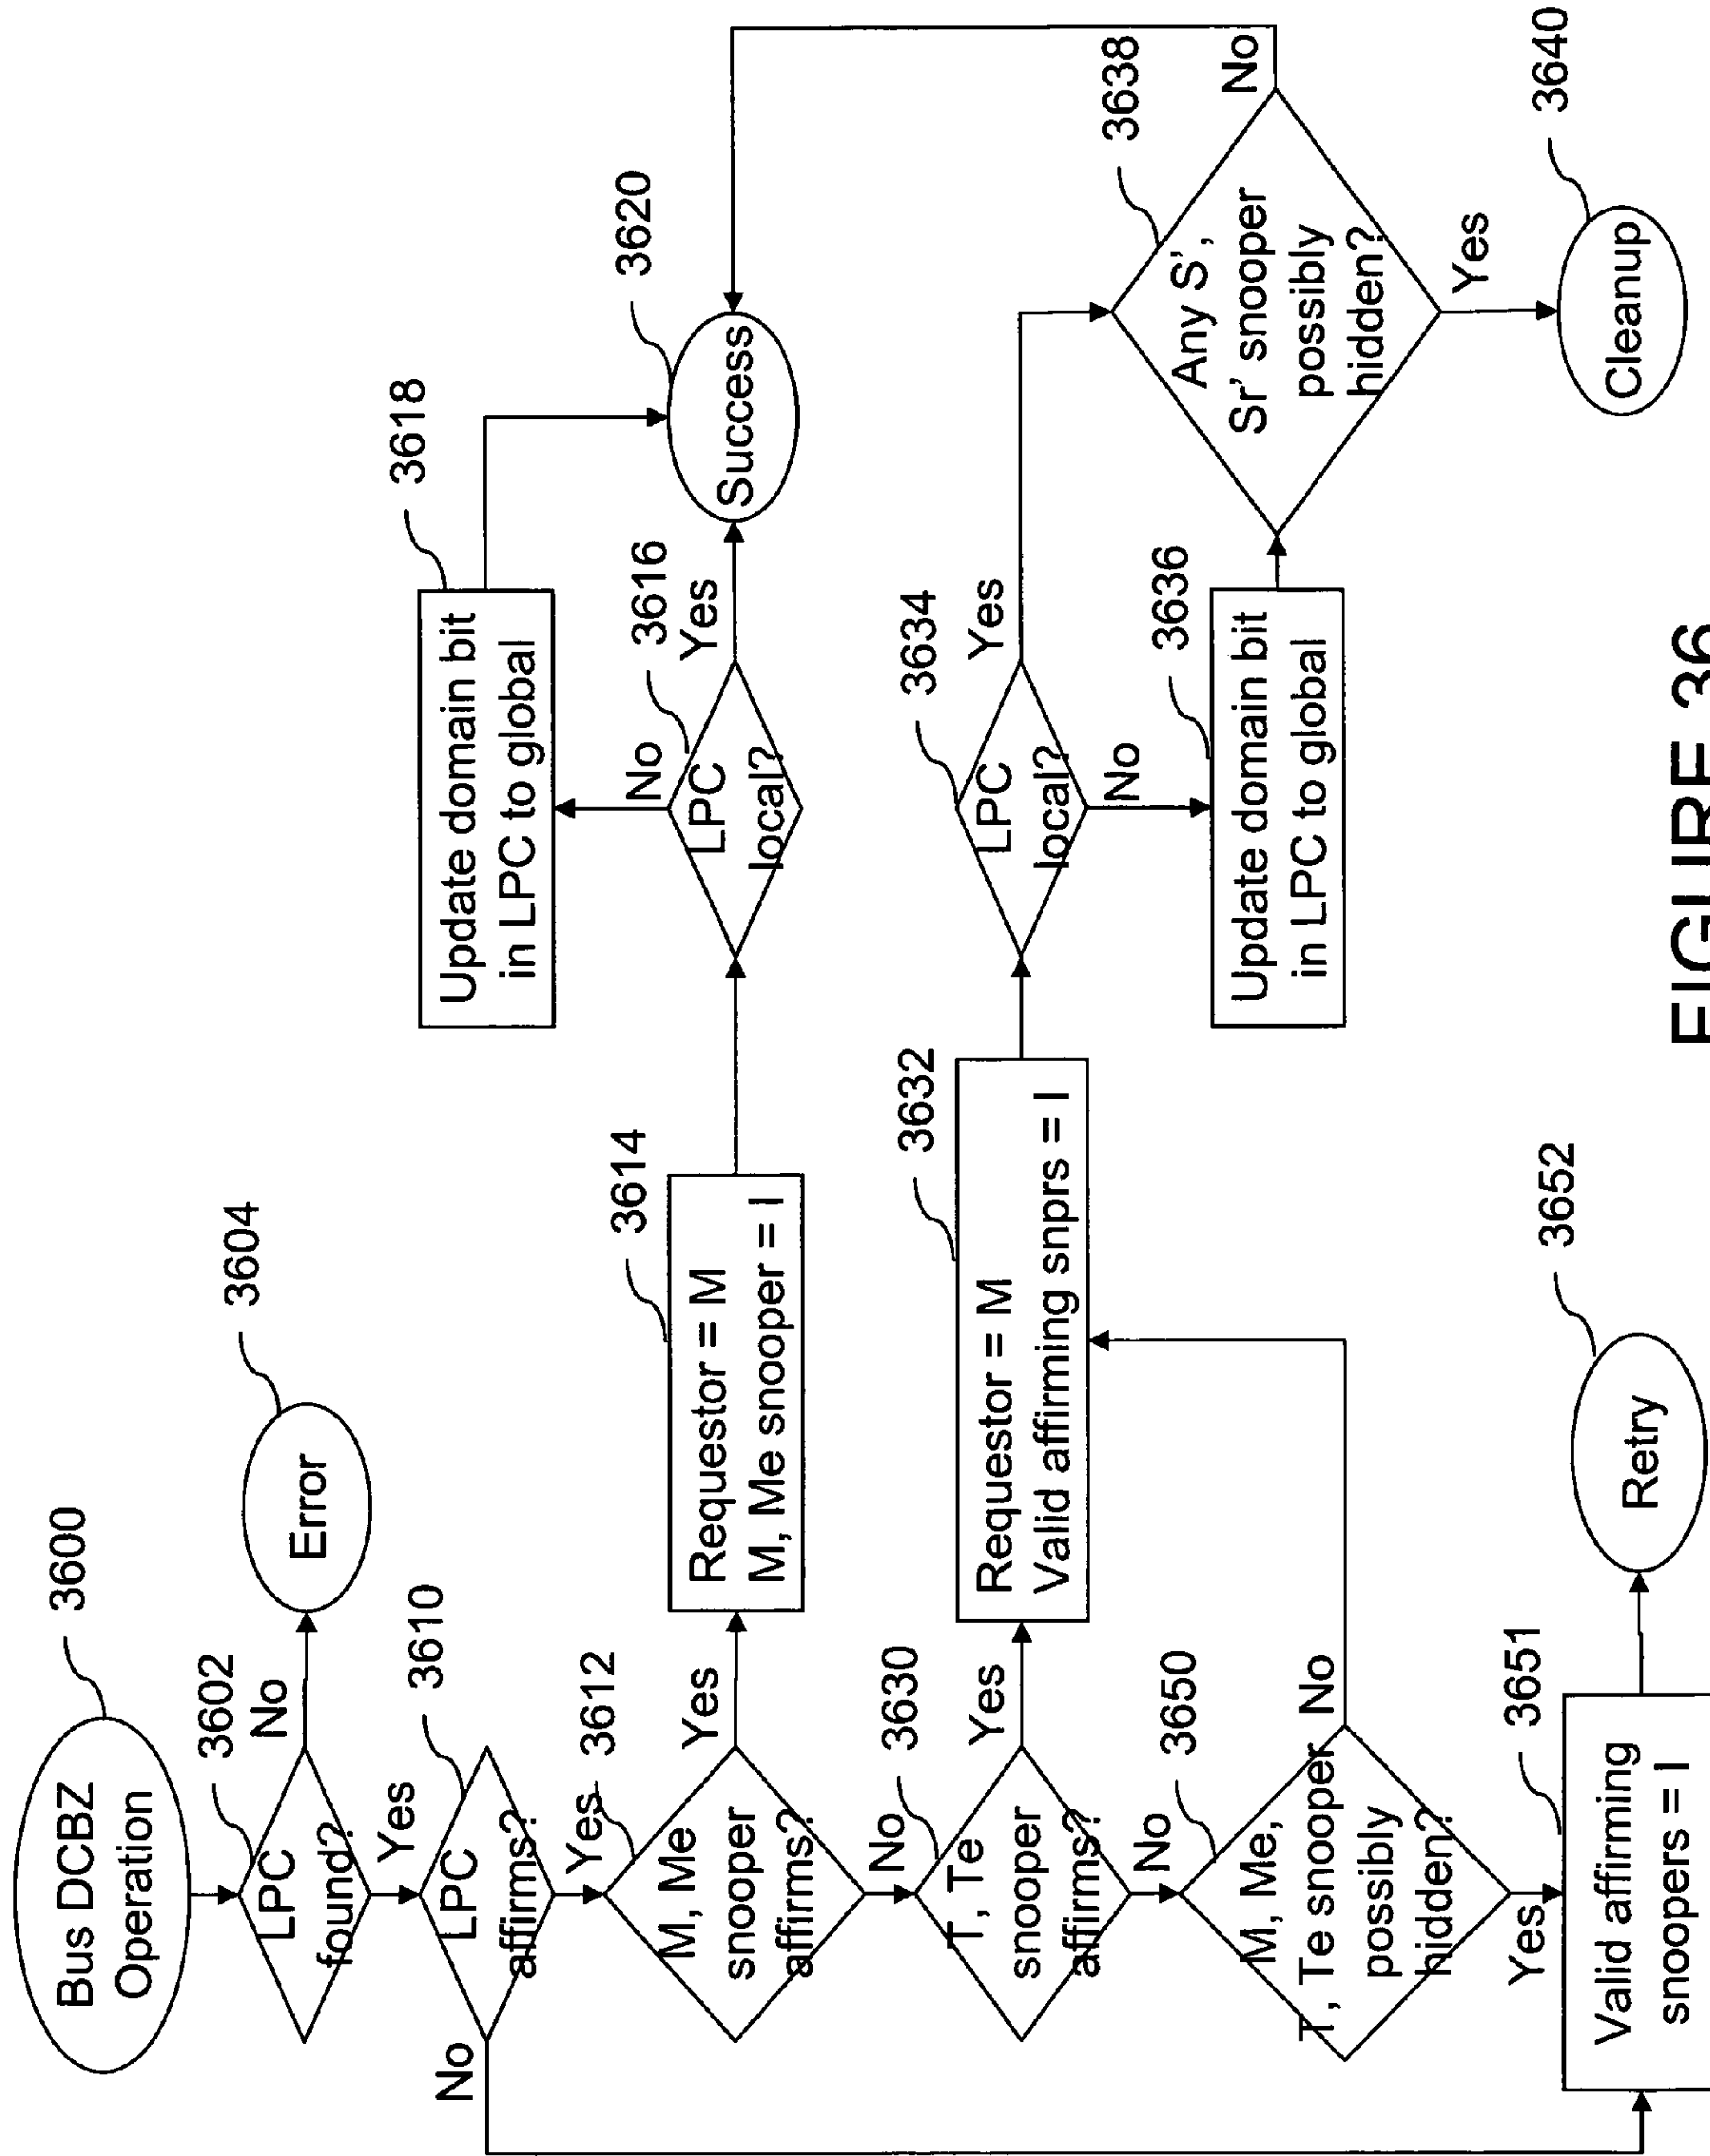 Bus DCBZ
Operation
3600
LPC
found?
3602
No
Error
3604
Yes
LPC
affirms?
3610
No
Yes
M, Me
snooper
affirms?
3612
Yes
Requestor = M
M, Me snooper = I
3614
LPC
local?
3616
No
Yes
Update domain bit
in LPC to global
3618
Success
3620
No
T, Te
snooper
affirms?
3630
Yes
Requestor = M
Valid affirming snprs = I
3632
LPC
local?
3634
Yes
No
Update domain bit
in LPC to global
3636
Any S',
Sr' snooper
possibly
hidden?
3638
No
Yes
Cleanup
3640
No
M, Me,
T, Te snooper
possibly
hidden?
3650
No
Yes
Valid affirming
snoopers = I
3651
Retry
3652
FIGURE 36